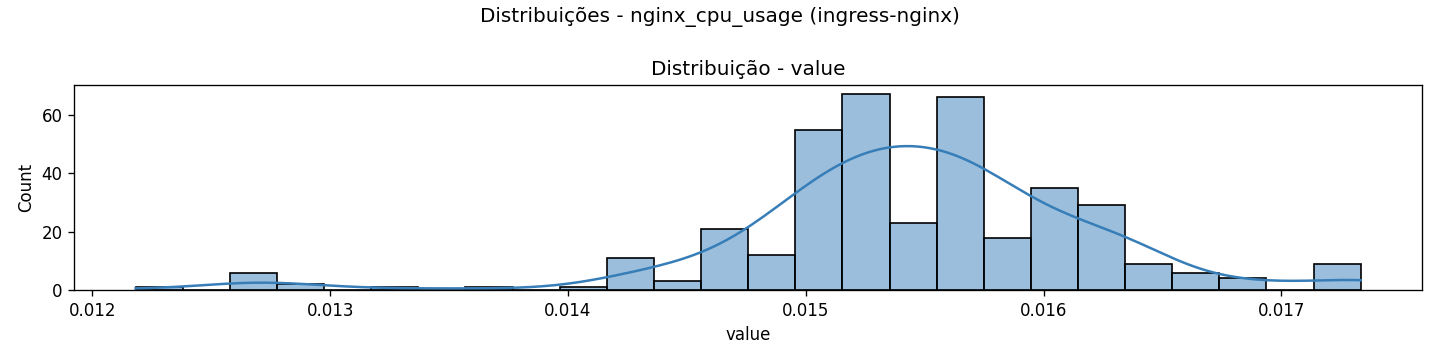 Distribuições - nginx_cpu_usage (ingress-nginx)
Distribuição - value
60
40
20
0
Count
0.012 0.013 0.014 0.015 0.016 0.017
value